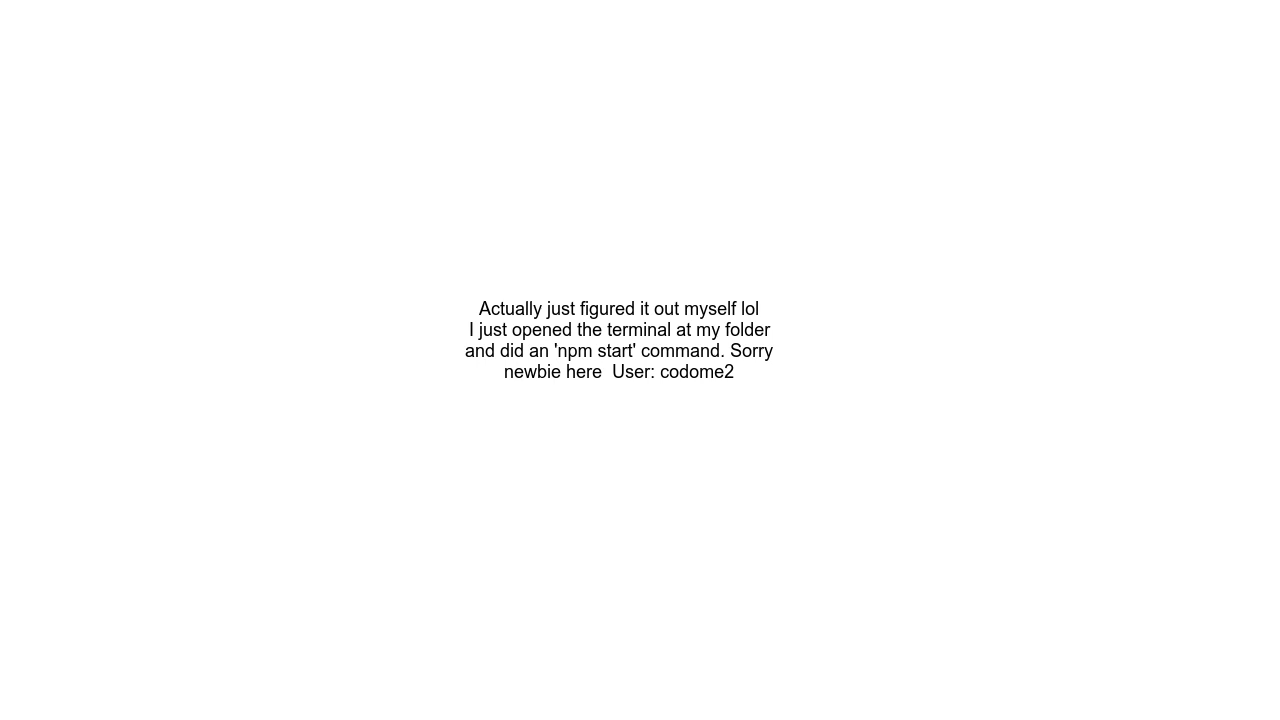 Actually just figured it out myself lol
I just opened the terminal at my folder
and did an 'npm start' command. Sorry
newbie here  User: codome2